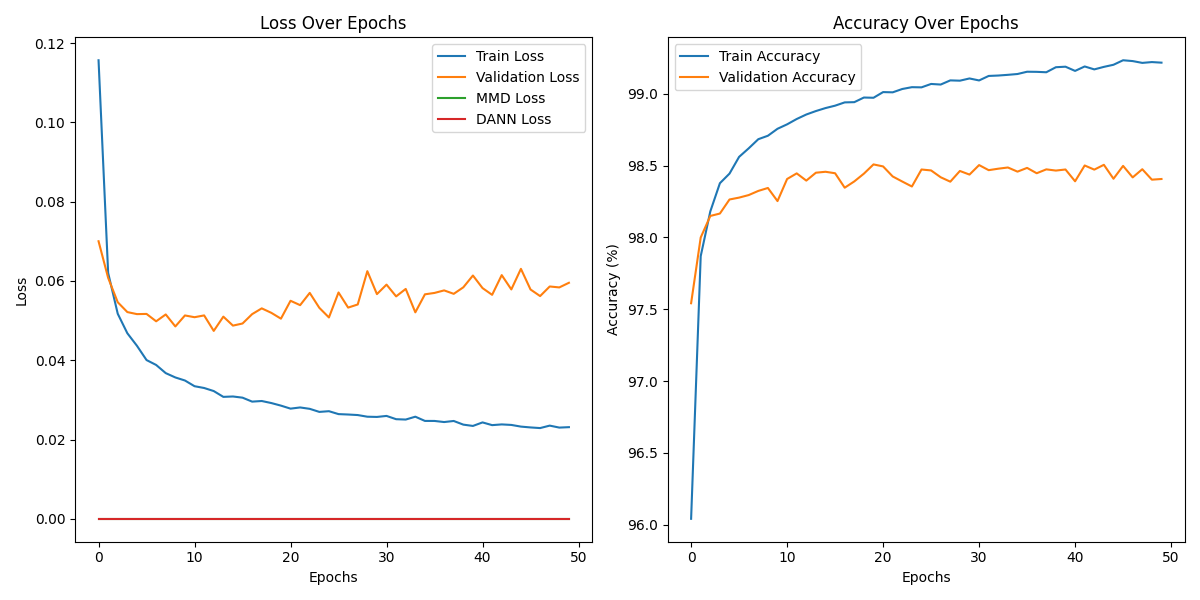 Loss Over Epochs
0.12
0.10
0.08
0.06
0.04
0.02
0.00
Loss
0
10
20
30
40
50
Epochs
Train Loss
Validation Loss
MMD Loss
DANN Loss
Accuracy Over Epochs
99.0
98.5
98.0
97.5
97.0
96.5
96.0
Accuracy (%)
0
10
20
30
40
50
Epochs
Train Accuracy
Validation Accuracy